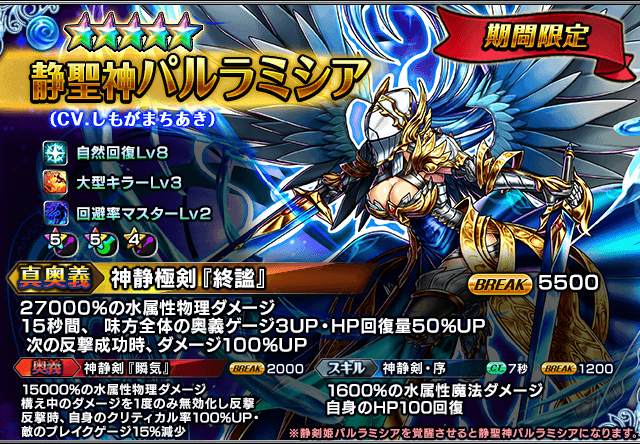 期間限定
静聖神パルラミシア
(CV.しもがまちあき)
自然回復Lv8
大型キラーLv3
回避率マスターLv2
5 5 4
真奥義 神静極剣『終謐』 BREAK 5500
27000%の水属性物理ダメージ
15秒間、味方全体の奥義ゲージ3UP・HP回復量50%UP
次の反撃成功時、ダメージ100%UP
奥義 神静剣『瞬気』 BREAK 2000
15000%の水属性物理ダメージ
構え中のダメージを1度のみ無効化し反撃
反撃時、自身のクリティカル率100%UP・
敵のブレイクゲージ15%減少
スキル 神静剣・序 C.T. 7秒 BREAK 1200
1600%の水属性魔法ダメージ
自身のHP100回復
※静剣姫パルラミシアを覚醒させると静聖神パルラミシアになります。